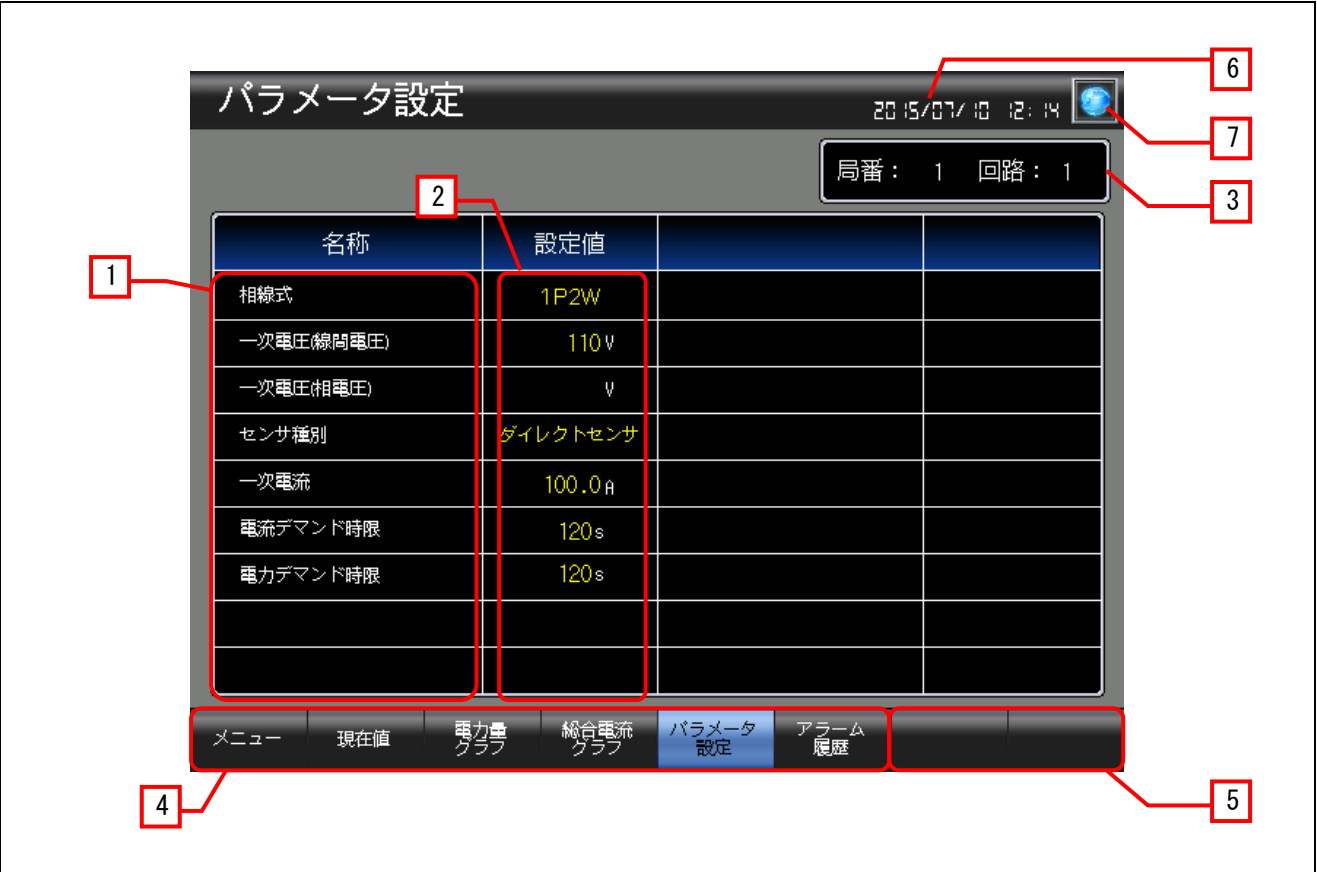 6
パラメータ設定
2015/07/10 12:14
7
局番： 1 回路： 1
3
2
名称 設定値
1
相線式 1P2W
一次電圧(線間電圧) 110V
一次電圧(相電圧) V
センサ種別 ダイレクトセンサ
一次電流 100.0A
電流デマンド時限 120s
電力デマンド時限 120s
メニュー 現在値 電力量 総合電流 パラメータ アラーム
グラフ グラフ 設定 履歴
4
5